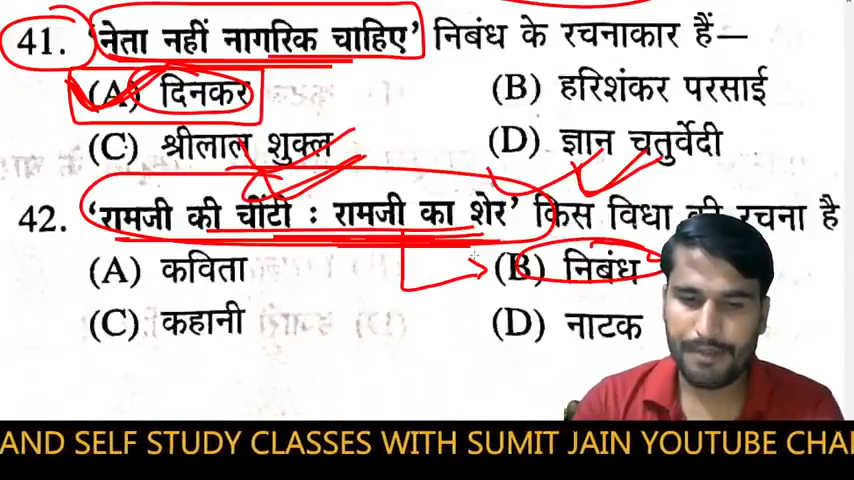 41. ‘नेता नहीं नागरिक चाहिए’ निबंध के रचनाकार हैं—
(A) दिनकर (B) हरिशंकर परसाई
(C) श्रीलाल शुक्ल (D) ज्ञान चतुर्वेदी
42. ‘रामजी की चींटी : रामजी का शेर’ किस विधा की रचना है
(A) कविता (B) निबंध
(C) कहानी (D) नाटक
AND SELF STUDY CLASSES WITH SUMIT JAIN YOUTUBE